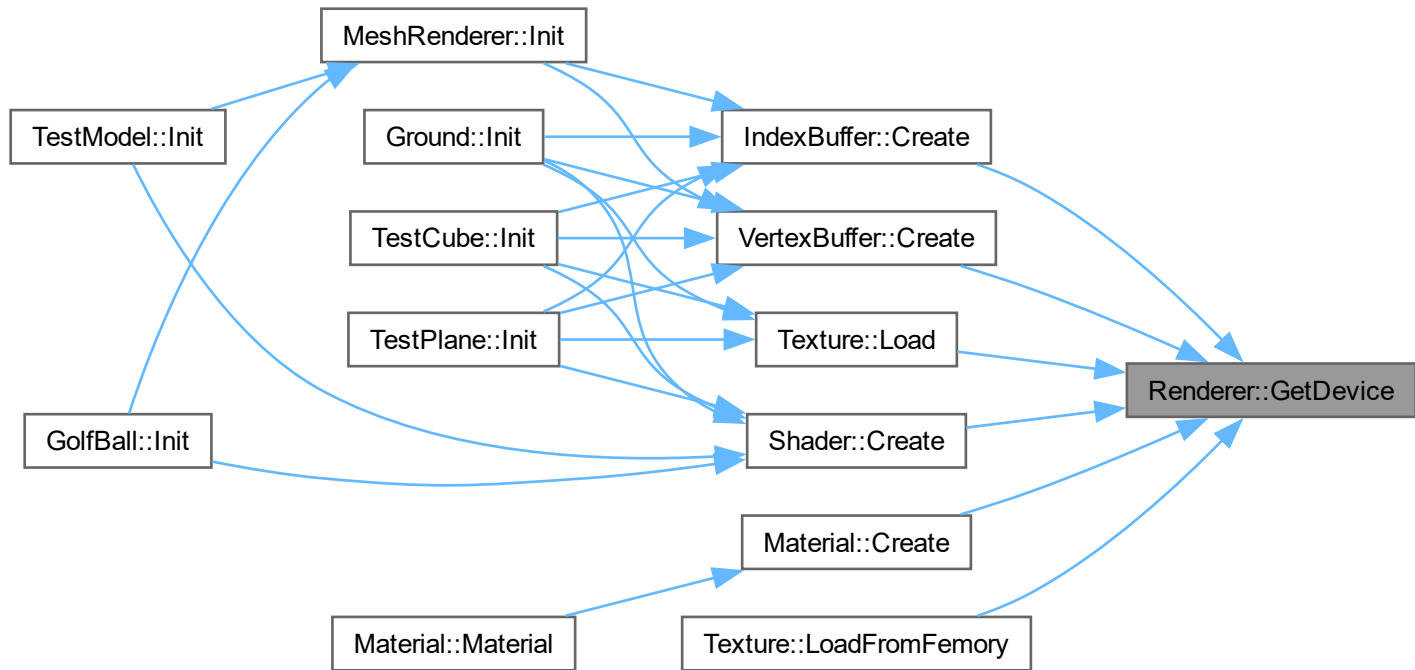 MeshRenderer::Init
TestModel::Init
Ground::Init
IndexBuffer::Create
TestCube::Init
VertexBuffer::Create
TestPlane::Init
Texture::Load
Renderer::GetDevice
GolfBall::Init
Shader::Create
Material::Create
Material::Material
Texture::LoadFromFemory